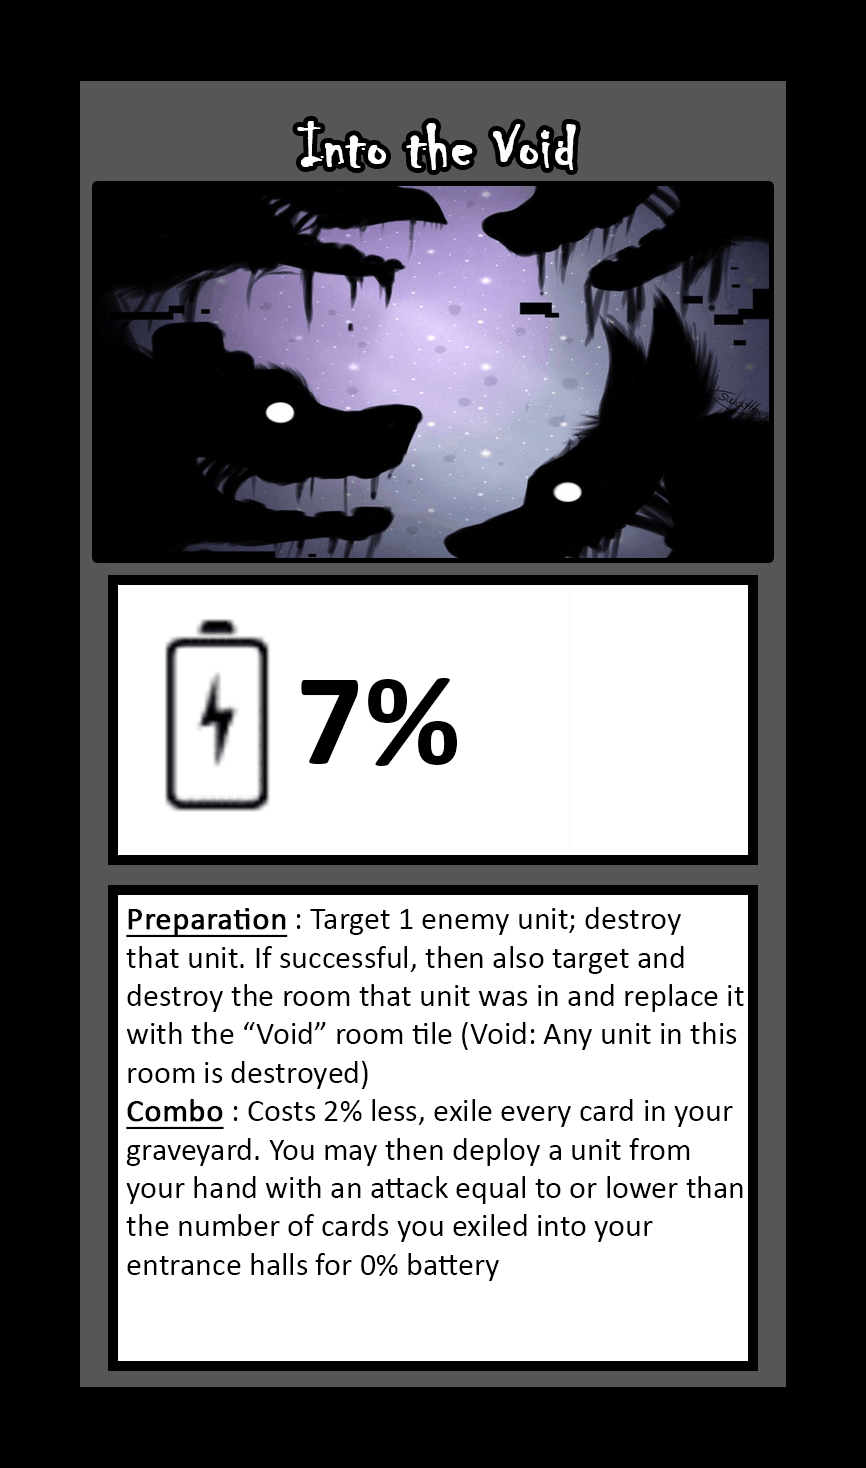 Into the Void
7%
Preparation : Target 1 enemy unit; destroy
that unit. If successful, then also target and
destroy the room that unit was in and replace it
with the “Void” room tile (Void: Any unit in this
room is destroyed)
Combo : Costs 2% less, exile every card in your
graveyard. You may then deploy a unit from
your hand with an attack equal to or lower than
the number of cards you exiled into your
entrance halls for 0% battery